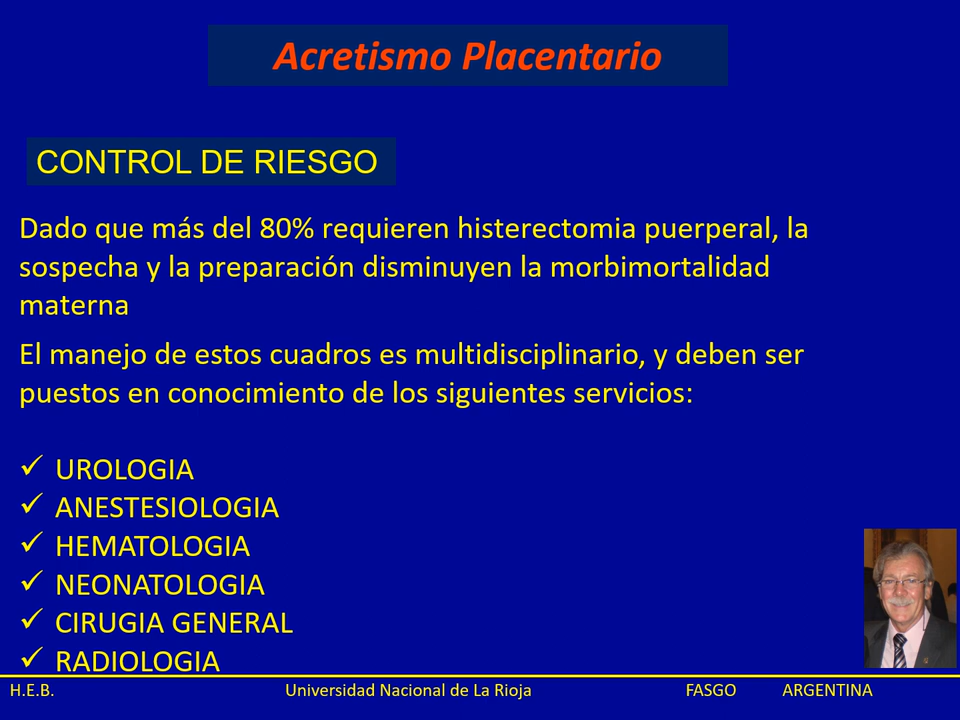 Acretismo Placentario
CONTROL DE RIESGO
Dado que más del 80% requieren histerectomia puerperal, la
sospecha y la preparación disminuyen la morbimortalidad
materna
El manejo de estos cuadros es multidisciplinario, y deben ser
puestos en conocimiento de los siguientes servicios:
✓ UROLOGIA
✓ ANESTESIOLOGIA
✓ HEMATOLOGIA
✓ NEONATOLOGIA
✓ CIRUGIA GENERAL
✓ RADIOLOGIA
H.E.B. Universidad Nacional de La Rioja FASGO ARGENTINA